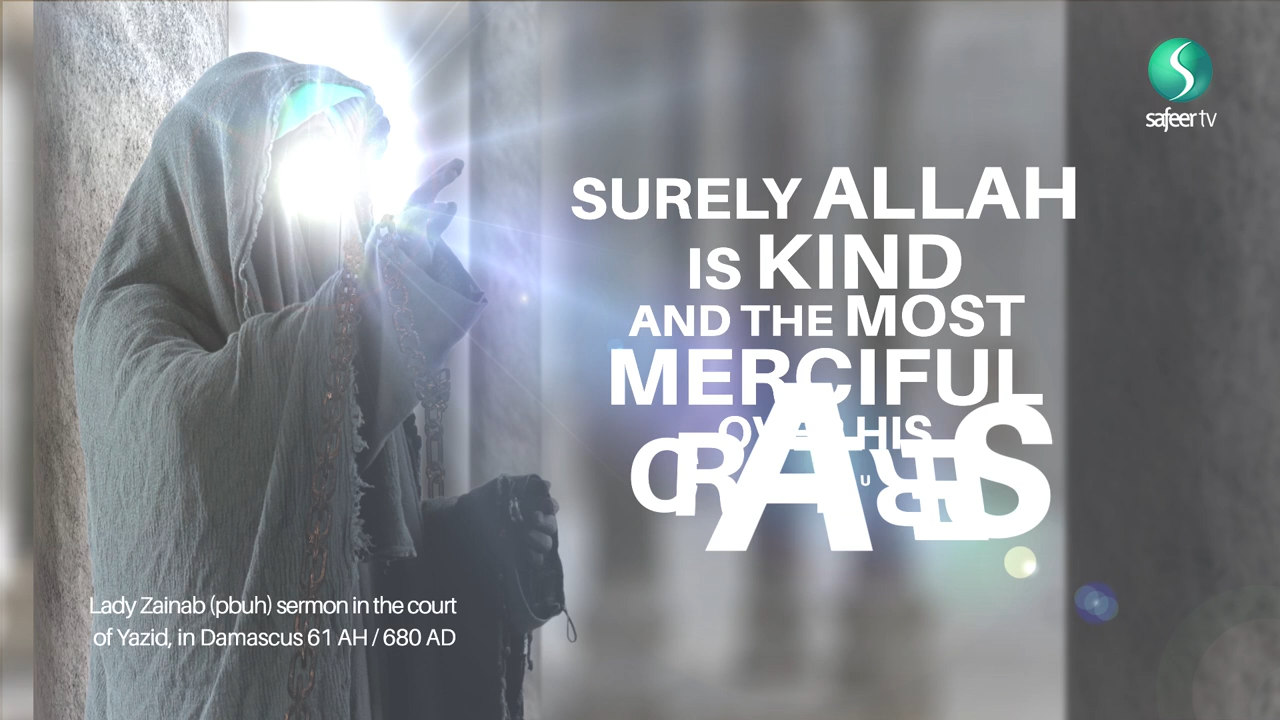 safeer tv
SURELY ALLAH
IS KIND
AND THE MOST
MERCIFUL
HIS
Lady Zainab (pbuh) sermon in the court
of Yazid, in Damascus 61 AH / 680 AD